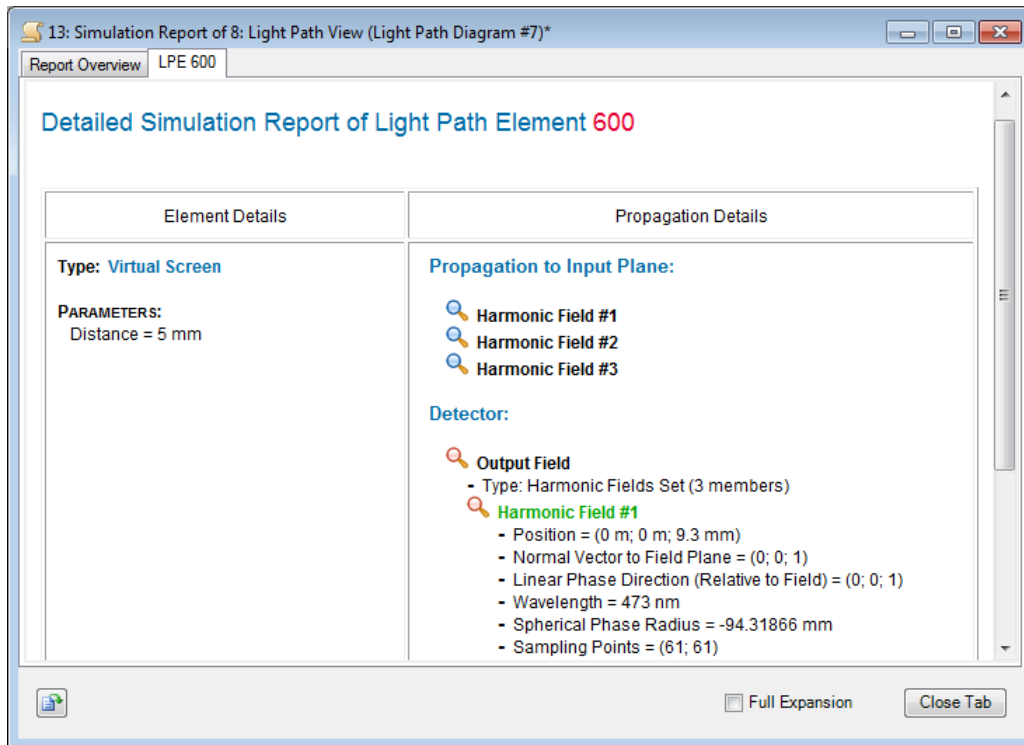 13: Simulation Report of 8: Light Path View (Light Path Diagram #7)*
Report Overview
LPE 600
Detailed Simulation Report of Light Path Element 600
Element Details
Propagation Details
Type: Virtual Screen
PARAMETERS:
Distance = 5 mm
Propagation to Input Plane:
Harmonic Field #1
Harmonic Field #2
Harmonic Field #3
Detector:
Output Field
- Type: Harmonic Fields Set (3 members)
Harmonic Field #1
- Position = (0 m; 0 m; 9.3 mm)
- Normal Vector to Field Plane = (0; 0; 1)
- Linear Phase Direction (Relative to Field) = (0; 0; 1)
- Wavelength = 473 nm
- Spherical Phase Radius = -94.31866 mm
- Sampling Points = (61; 61)
Full Expansion
Close Tab